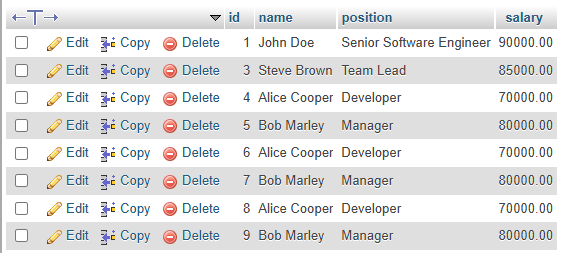 id name position salary
Edit Copy Delete 1 John Doe Senior Software Engineer 90000.00
Edit Copy Delete 3 Steve Brown Team Lead 85000.00
Edit Copy Delete 4 Alice Cooper Developer 70000.00
Edit Copy Delete 5 Bob Marley Manager 80000.00
Edit Copy Delete 6 Alice Cooper Developer 70000.00
Edit Copy Delete 7 Bob Marley Manager 80000.00
Edit Copy Delete 8 Alice Cooper Developer 70000.00
Edit Copy Delete 9 Bob Marley Manager 80000.00